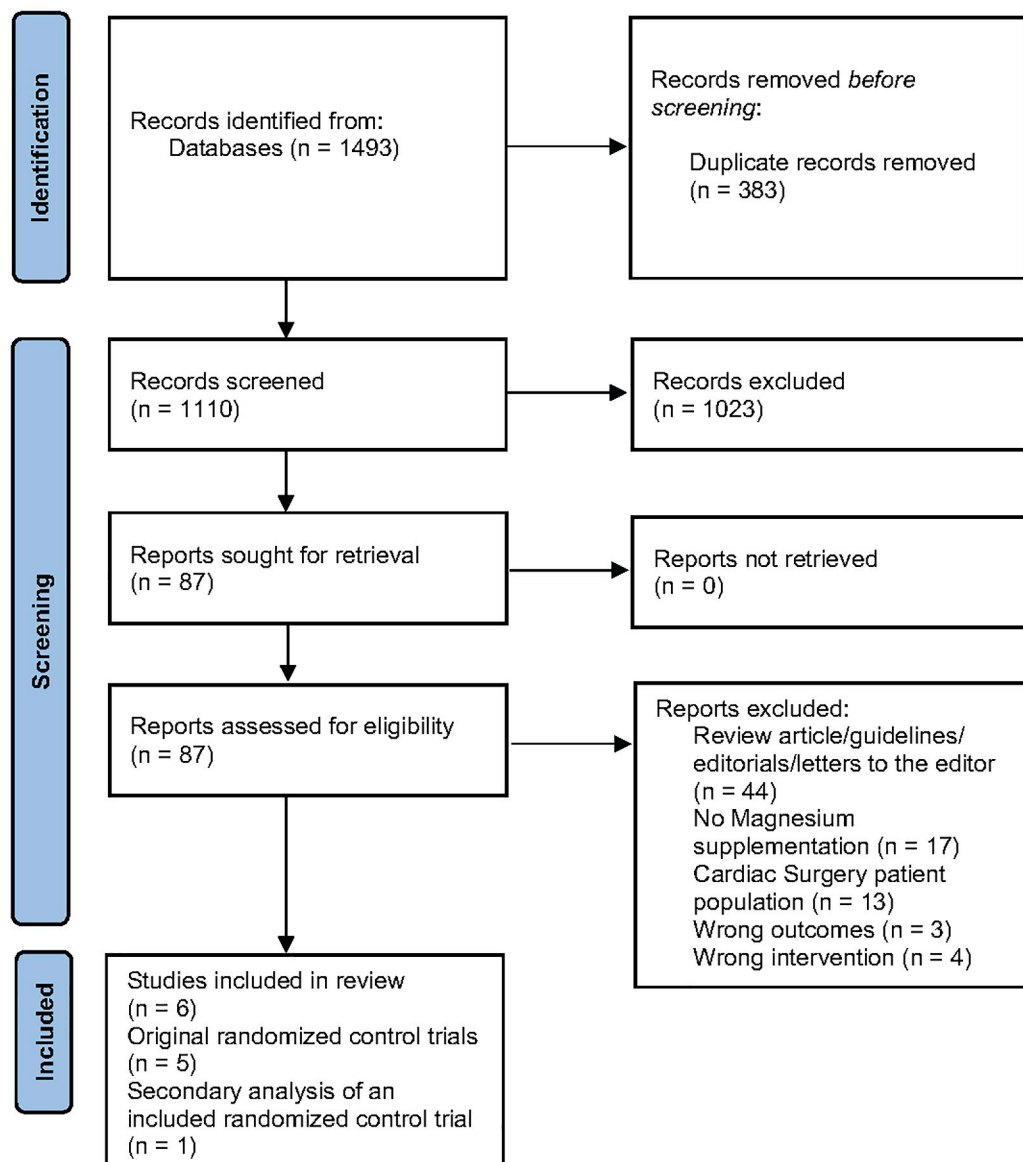 Identification
Records identified from:
Databases (n = 1493)
Records removed before
screening:
Duplicate records removed
(n = 383)
Screening
Records screened
(n = 1110)
Records excluded
(n = 1023)
Reports sought for retrieval
(n = 87)
Reports not retrieved
(n = 0)
Reports assessed for eligibility
(n = 87)
Reports excluded:
Review article/guidelines/
editorials/letters to the editor
(n = 44)
No Magnesium
supplementation (n = 17)
Cardiac Surgery patient
population (n = 13)
Wrong outcomes (n = 3)
Wrong intervention (n = 4)
Included
Studies included in review
(n = 6)
Original randomized control trials
(n = 5)
Secondary analysis of an
included randomized control trial
(n = 1)